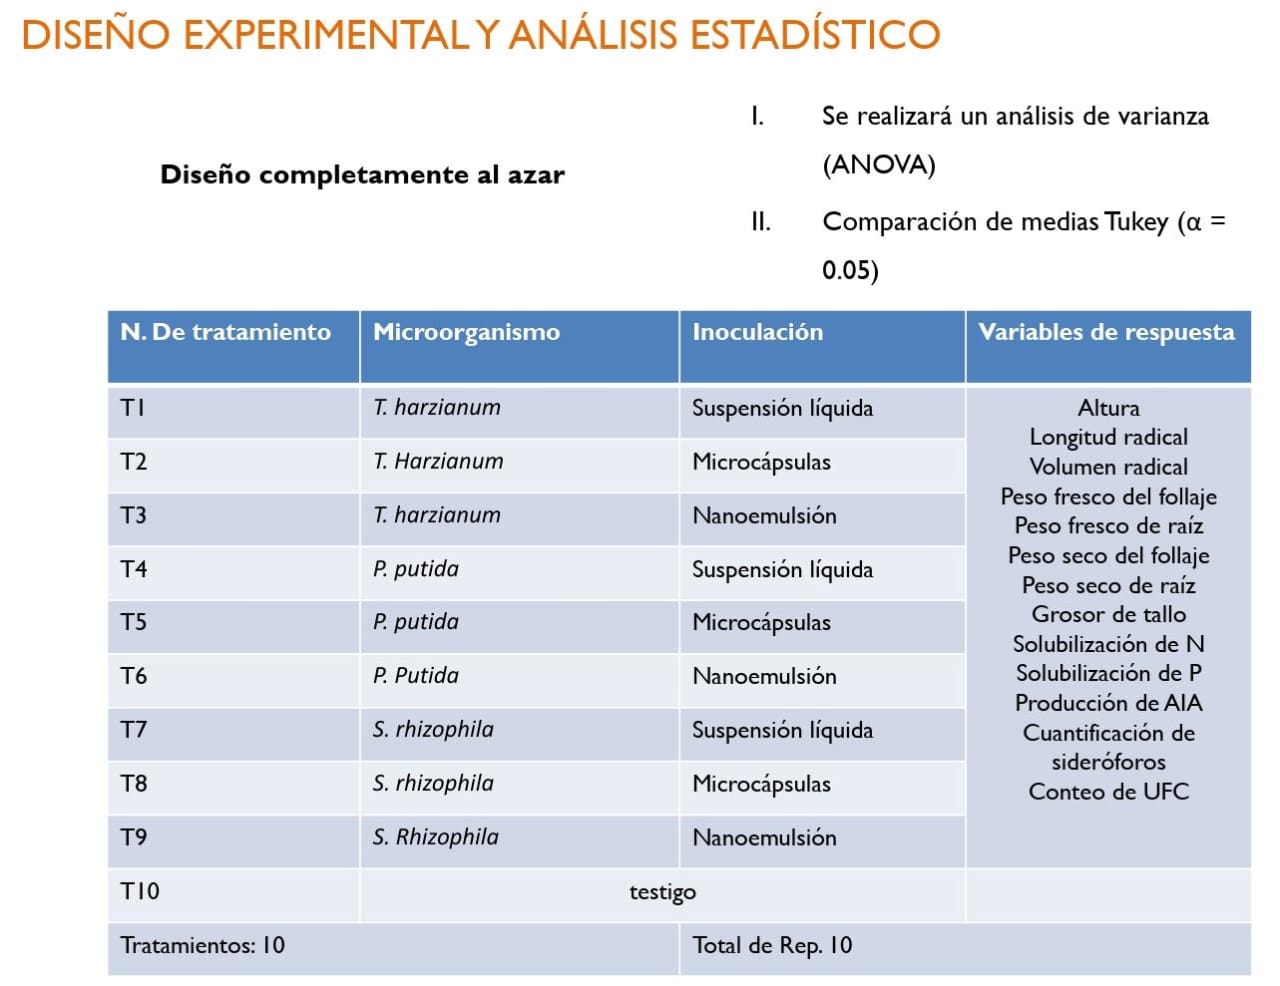 DISEÑO EXPERIMENTAL Y ANÁLISIS ESTADÍSTICO
Diseño completamente al azar
I. Se realizará un análisis de varianza
(ANOVA)
II. Comparación de medias Tukey (α =
0.05)
N. De tratamiento Microorganismo Inoculación Variables de respuesta
T1 T. harzianum Suspensión líquida
T2 T. Harzianum Microcápsulas
T3 T. harzianum Nanoemulsión
T4 P. putida Suspensión líquida
T5 P. putida Microcápsulas
T6 P. Putida Nanoemulsión
T7 S. rhizophila Suspensión líquida
T8 S. rhizophila Microcápsulas
T9 S. Rhizophila Nanoemulsión
Altura
Longitud radical
Volumen radical
Peso fresco del follaje
Peso fresco de raíz
Peso seco del follaje
Peso seco de raíz
Grosor de tallo
Solubilización de N
Solubilización de P
Producción de AIA
Cuantificación de
sideróforos
Conteo de UFC
T10 testigo
Tratamientos: 10 Total de Rep. 10